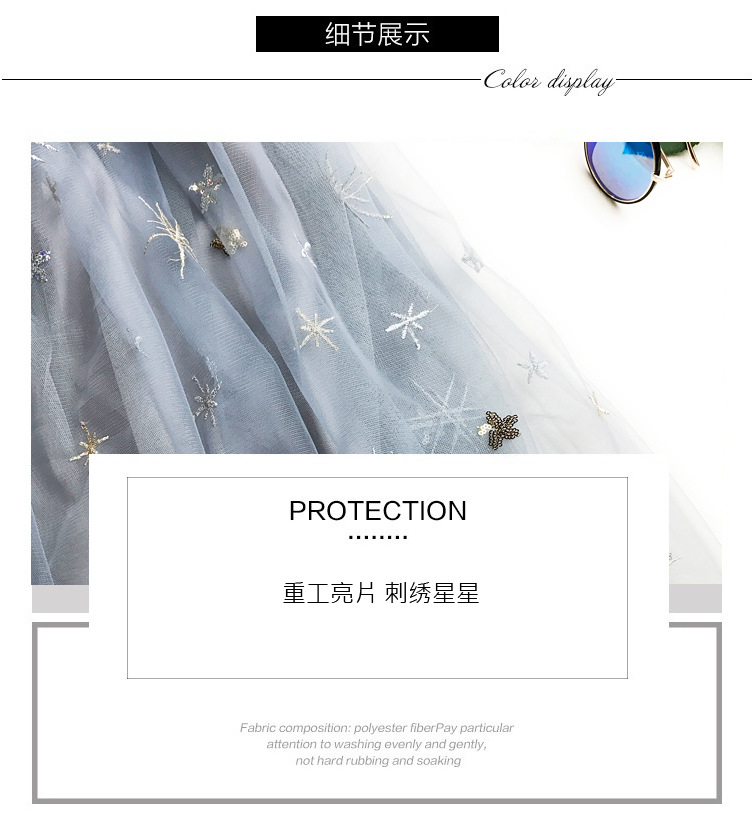 细节展示
Color display
PROTECTION
重工亮片 刺绣星星
Fabric composition: polyester fiberPay particular
attention to washing evenly and gently,
not hard rubbing and soaking